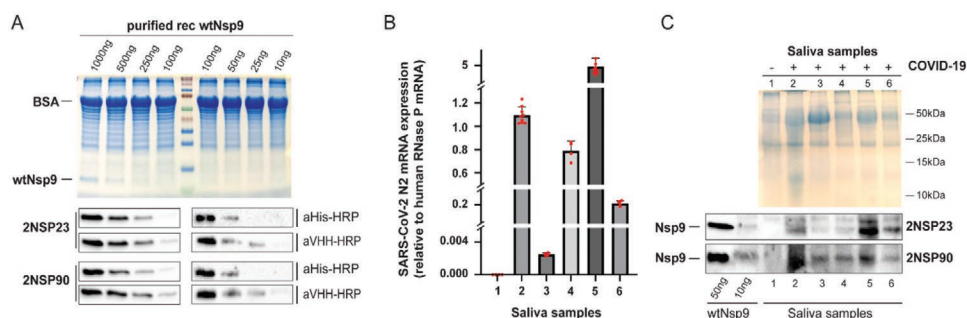 A
purified rec wtNsp9
1000ng 500ng 250ng 100ng 100ng 50ng 25ng 10ng
BSA
wtNsp9
2NSP23 aHis-HRP
aVHH-HRP
2NSP90 aHis-HRP
aVHH-HRP
B
SARS-CoV-2 N2 mRNA expression
(relative to human RNase P mRNA)
5
1.2
1.0
0.8
0.6
0.2
0.004
0.000
1 2 3 4 5 6
Saliva samples
C
Saliva samples
- + + + + + COVID-19
1 2 3 4 5 6
50kDa
25kDa
15kDa
10kDa
Nsp9 2NSP23
Nsp9 2NSP90
50ng 10ng 1 2 3 4 5 6
wtNsp9 Saliva samples